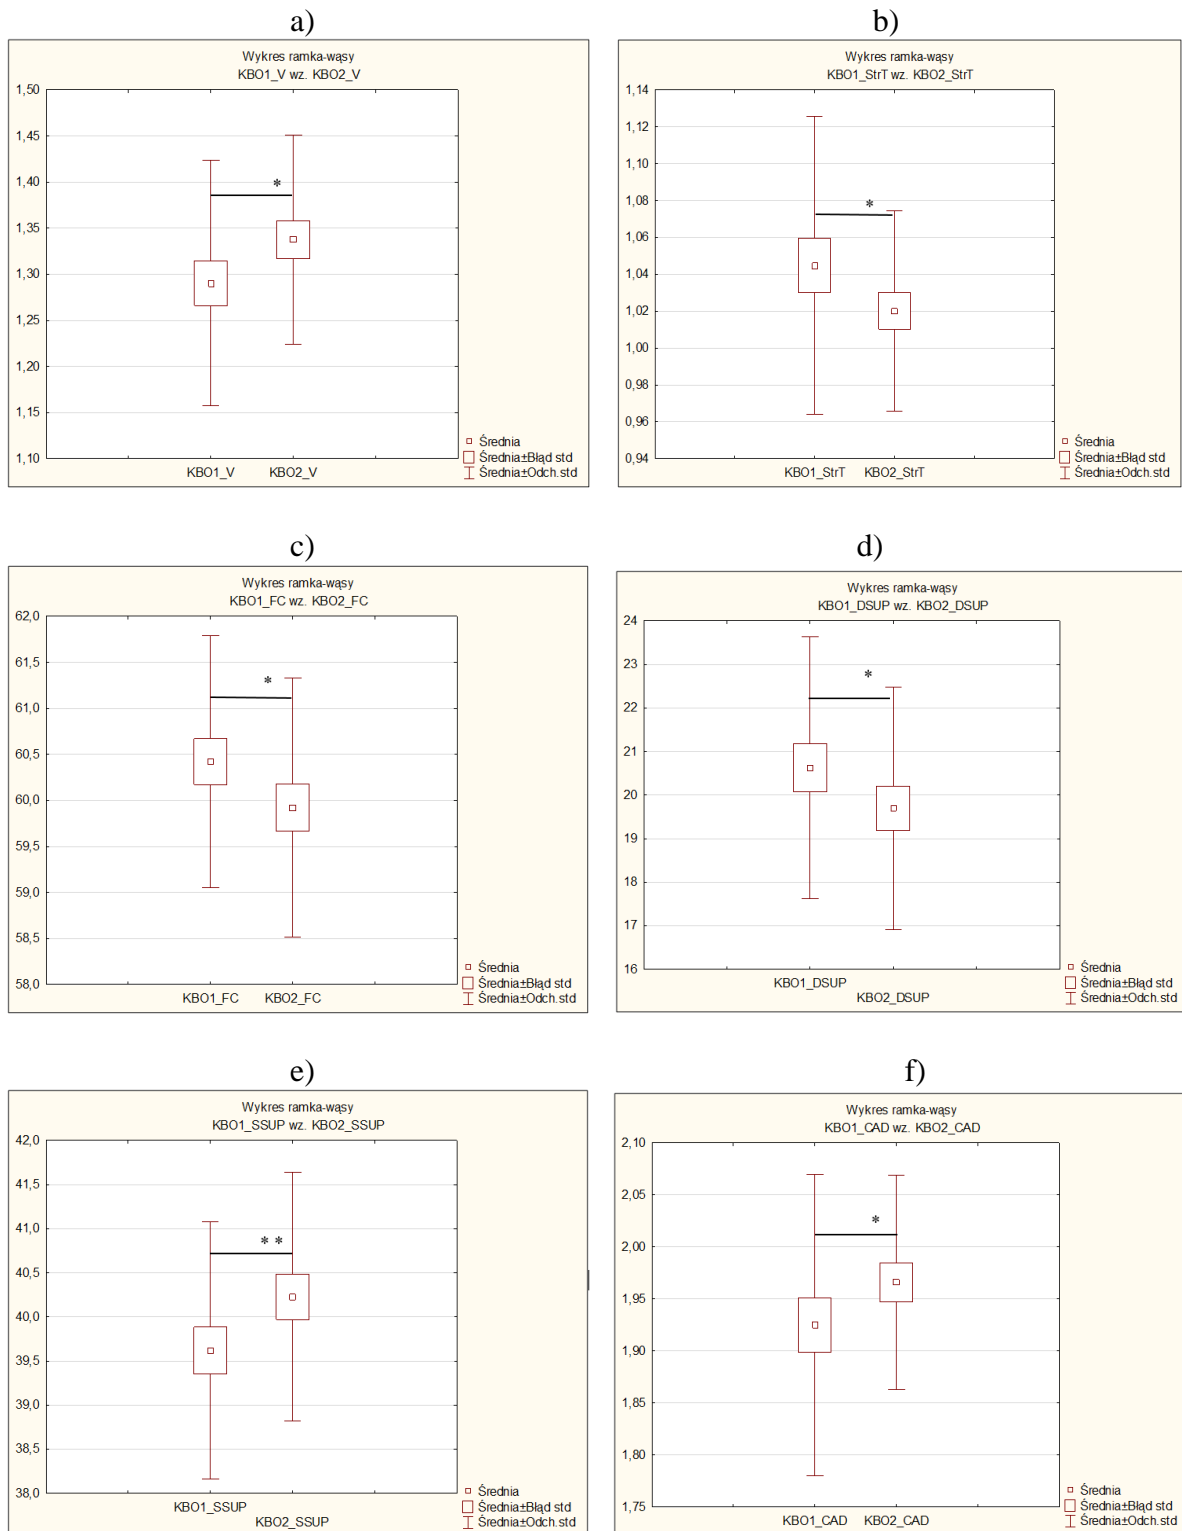 a)
Wykres ramka-wąsy
KBO1_V wz. KBO2_V
1,50
1,45
1,40
1,35
1,30
1,25
1,20
1,15
1,10
*
KBO1_V KBO2_V
Średnia
Średnia±Błąd std
Średnia±Odch.std
b)
Wykres ramka-wąsy
KBO1_StrT wz. KBO2_StrT
1,14
1,12
1,10
1,08
1,06
1,04
1,02
1,00
0,98
0,96
0,94
*
KBO1_StrT KBO2_StrT
Średnia
Średnia±Błąd std
Średnia±Odch.std
c)
Wykres ramka-wąsy
KBO1_FC wz. KBO2_FC
62,0
61,5
61,0
60,5
60,0
59,5
59,0
58,5
58,0
*
KBO1_FC KBO2_FC
Średnia
Średnia±Błąd std
Średnia±Odch.std
d)
Wykres ramka-wąsy
KBO1_DSUP wz. KBO2_DSUP
24
23
22
21
20
19
18
17
16
*
KBO1_DSUP
KBO2_DSUP
Średnia
Średnia±Błąd std
Średnia±Odch.std
e)
Wykres ramka-wąsy
KBO1_SSUP wz. KBO2_SSUP
42,0
41,5
41,0
40,5
40,0
39,5
39,0
38,5
38,0
* *
KBO1_SSUP
KBO2_SSUP
Średnia
Średnia±Błąd std
Średnia±Odch.std
f)
Wykres ramka-wąsy
KBO1_CAD wz. KBO2_CAD
2,10
2,05
2,00
1,95
1,90
1,85
1,80
1,75
*
KBO1_CAD KBO2_CAD
Średnia
Średnia±Błąd std
Średnia±Odch.std